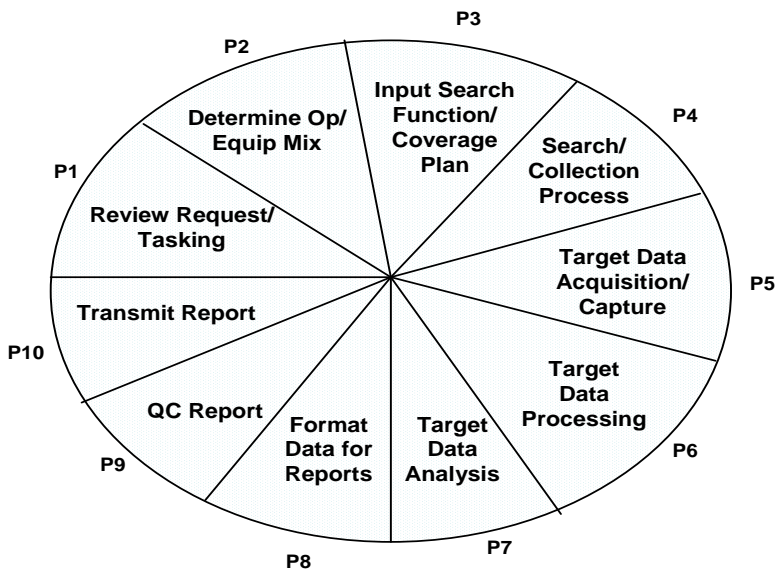 P1
Review Request/
Tasking
P2
Determine Op/
Equip Mix
P3
Input Search
Function/
Coverage
Plan
P4
Search/
Collection
Process
P5
Target Data
Acquisition/
Capture
P6
Target
Data
Processing
P7
Target
Data
Analysis
P8
Format
Data for
Reports
P9
QC Report
P10
Transmit Report